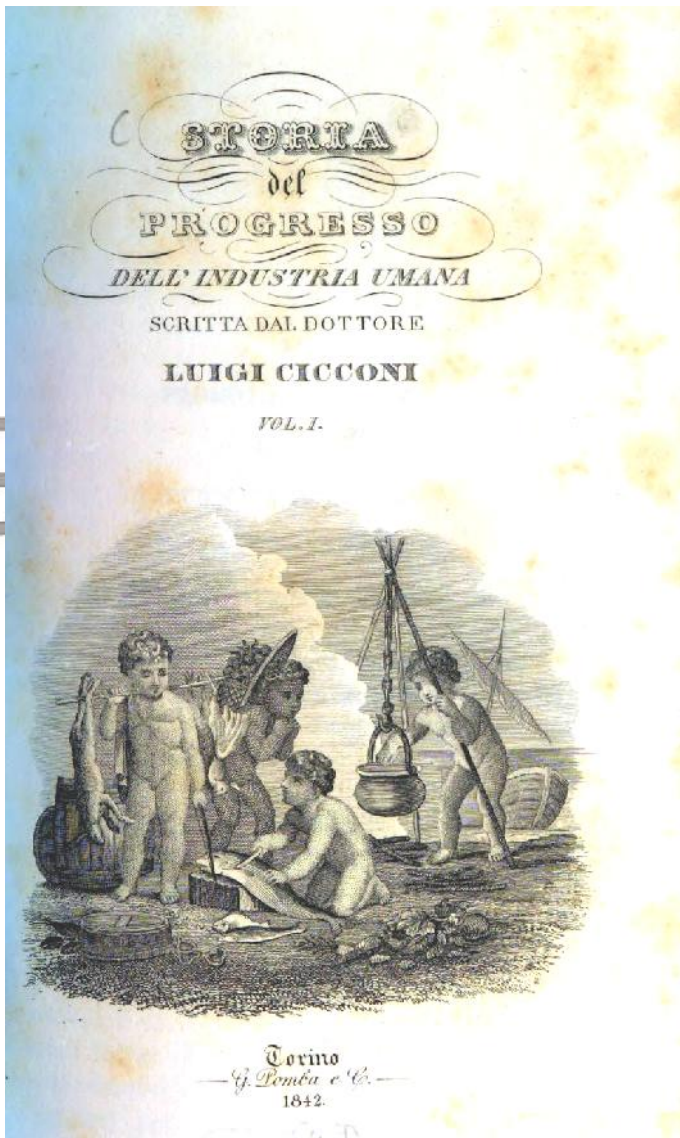 STORIA
del
PROGRESSO
DELL' INDUSTRIA UMANA
SCRITTA DAL DOTTORE
LUIGI CICCONI
VOL. I.
Torino
G. Pomba e C.
1842.